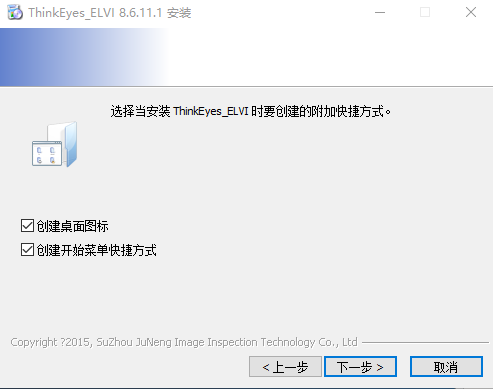 ThinkEyes_ELVI 8.6.11.1 安装
选择当安装 ThinkEyes_ELVI 时要创建的附加快捷方式。
创建桌面图标
创建开始菜单快捷方式
Copyright ?2015, SuZhou JuNeng Image Inspection Technology Co., Ltd
< 上一步 下一步 > 取消